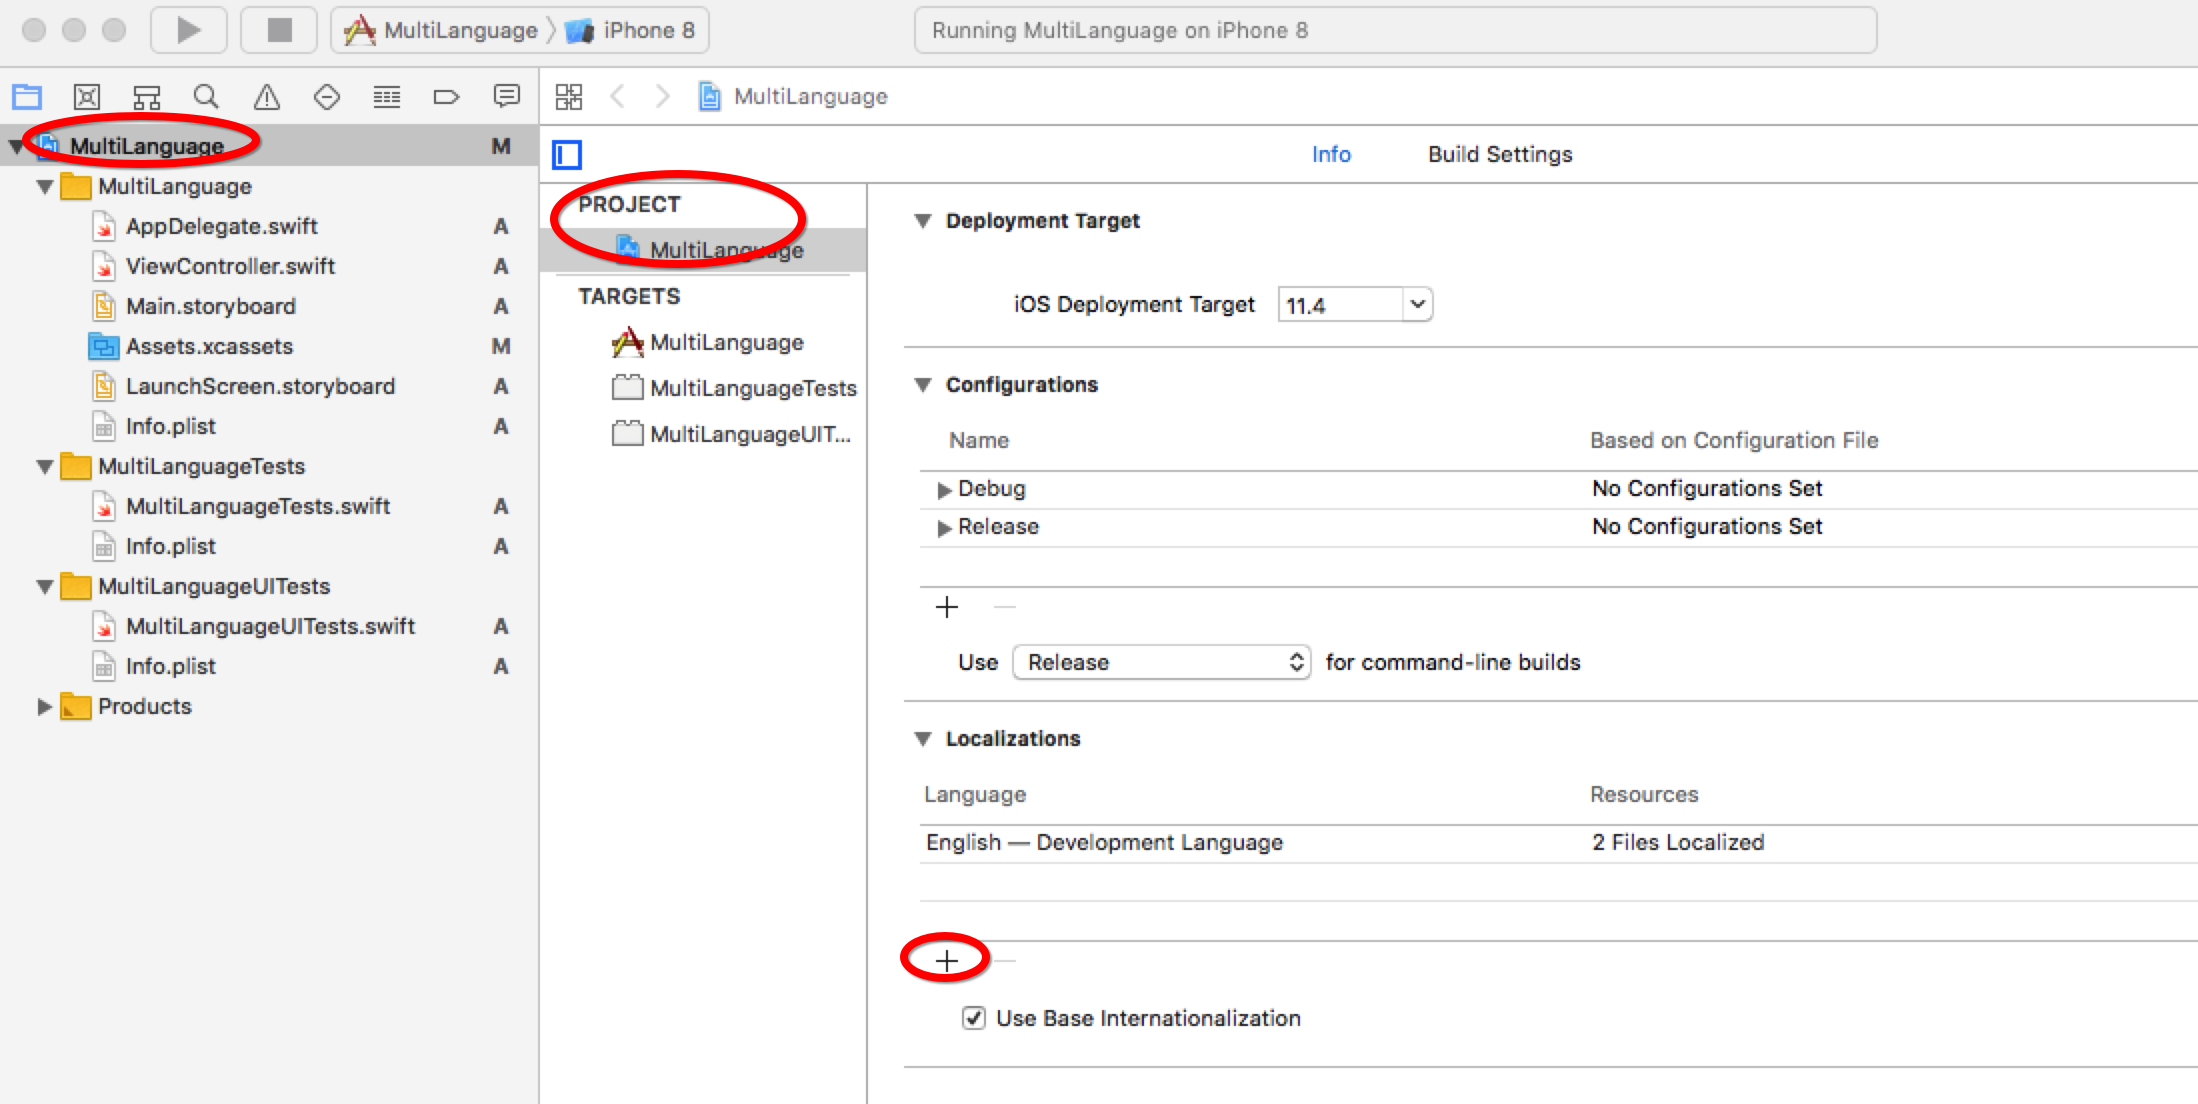 MultiLanguage
iPhone 8
Running MultiLanguage on iPhone 8
MultiLanguage M
MultiLanguage
AppDelegate.swift A
ViewController.swift A
Main.storyboard A
Assets.xcassets M
LaunchScreen.storyboard A
Info.plist A
MultiLanguageTests
MultiLanguageTests.swift A
Info.plist A
MultiLanguageUITests
MultiLanguageUITests.swift A
Info.plist A
Products
MultiLanguage
Info Build Settings
PROJECT
MultiLanguage
TARGETS
MultiLanguage
MultiLanguageTests
MultiLanguageUIT...
Deployment Target
iOS Deployment Target 11.4
Configurations
Name Based on Configuration File
Debug No Configurations Set
Release No Configurations Set
Use Release for command-line builds
Localizations
Language Resources
English — Development Language 2 Files Localized
Use Base Internationalization